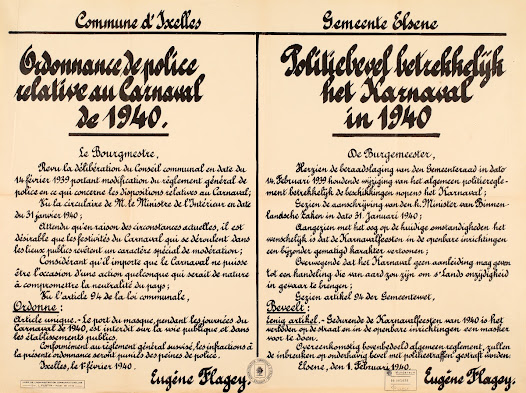 Commune d'Ixelles
Ordonnance de police
relative au Carnaval
de 1940.
Le Bourgmestre,
Revu la délibération du Conseil communal en date du
14 février 1939 portant modification du règlement général de
police en ce qui concerne les dispositions relatives au Carnaval;
Vu la circulaire de M. le Ministre de l'Intérieur en date
du 31 janvier 1940;
Attendu qu'en raison des circonstances actuelles, il est
désirable que les festivités du Carnaval qui se déroulent dans
les lieux publics revêtent un caractère spécial de modération;
Considérant qu'il importe que le Carnaval ne puisse
être l'occasion d'une action quelconque qui serait de nature
à compromettre la neutralité du pays;
Vu l'article 94 de la loi communale,
Ordonne:
Article unique.- Le port du masque, pendant les journées du
Carnaval de 1940, est interdit sur la voie publique et dans
les établissements publics.
Conformément au règlement général susvisé, les infractions à
la présente ordonnance seront punies des peines de police.
Ixelles, le 1er février 1940.
Eugène Flagey.
Gemeente Elsene
Politiebevel betrekkelijk
het Karnaval
in 1940
De Burgemeester,
Herzien de beraadslaging van den Gemeenteraad in dato
14 Februari 1939 houdende wijziging van het algemeen politieregle-
ment betrekkelijk de beschikkingen nopens het Karnaval;
Gezien de aanschrijving van den h. Minister van Binnen-
landsche Zaken in dato 31 Januari 1940;
Aangezien met het oog op de huidige omstandigheden het
wenschelijk is dat de Karnavalfeesten in de openbare inrichtingen
een bijzonder gematigd karakter vertoonen;
Overwegende dat het Karnaval geen aanleiding mag geven
tot een handeling die van aard zou zijn om s'Lands onzijdigheid
in gevaar te brengen;
Gezien artikel 94 der Gemeentewet,
Beveelt:
Eenig artikel.- Gedurende de Karnavalfeesten van 1940 is het
verboden op de straat en in de openbare inrichtingen een masker
voor te doen.
Overeenkomstig bovenbedoeld algemeen reglement, zullen
de inbreuken op onderhavig bevel met politiestraffen gestraft worden.
Elsene, den 1. Februari 1940.
Eugène Flagey.